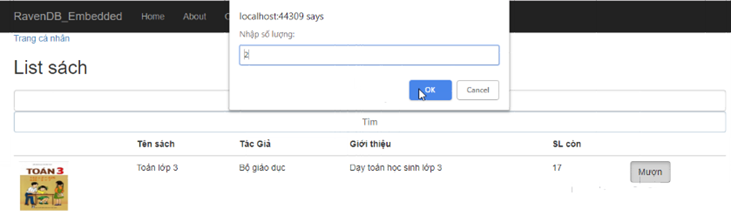 RavenDB_Embedded Home About
localhost:44309 says
Nhập số lượng:
OK Cancel
Trang cá nhân
List sách
Tìm
Tên sách Tác Giả Giới thiệu SL còn
TOÁN 3
Toán lớp 3 Bộ giáo dục Dạy toán học sinh lớp 3 17 Mượn